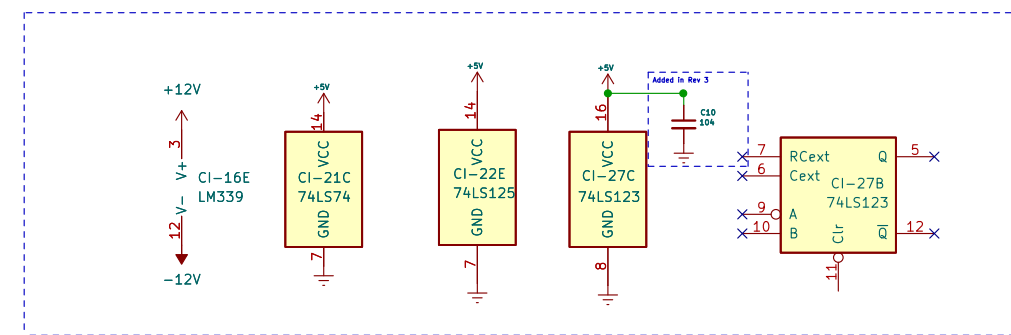 +12V
3
V+
V-
12
-12V
CI-16E
LM339
+5V
14
VCC
CI-21C
74LS74
GND
7
+5V
14
VCC
CI-22E
74LS125
GND
7
+5V
16
VCC
CI-27C
74LS123
GND
8
Added in Rev 3
C10
104
7
RCext
6
Cext
9
A
10
B
CI-27B
74LS123
Clr
11
Q
5
Q̅
12